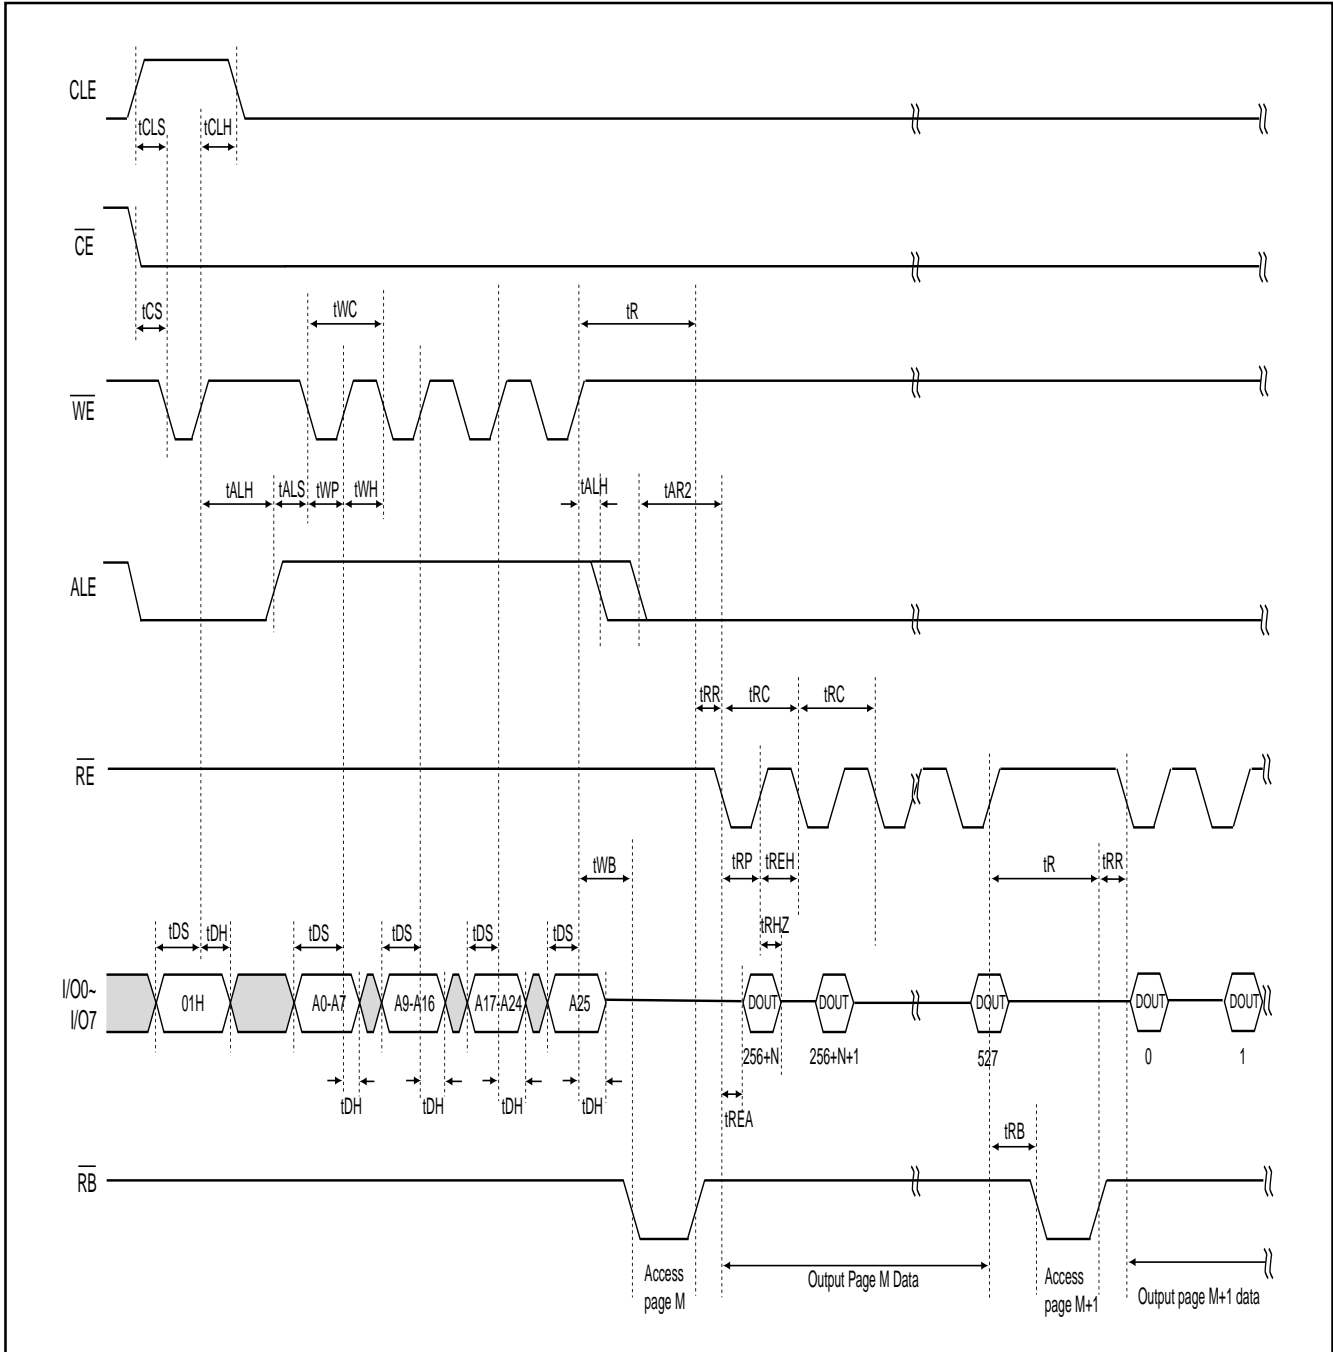 CLE
tCLS
tCLH
CE
tCS
tWC
tR
WE
tALH
tALS
tWP
tWH
tALH
tAR2
ALE
tRR
tRC
tRC
RE
tWB
tRP
tREH
tR
tRR
tRHZ
tDS
tDH
tDS
tDS
tDS
tDS
I/O0~
I/O7
01H
A0-A7
A9-A16
A17-A24
A25
DOUT
DOUT
DOUT
DOUT
DOUT
256+N
256+N+1
527
0
1
tDH
tDH
tDH
tDH
tREA
tRB
RB
Access
page M
Output Page M Data
Access
page M+1
Output page M+1 data